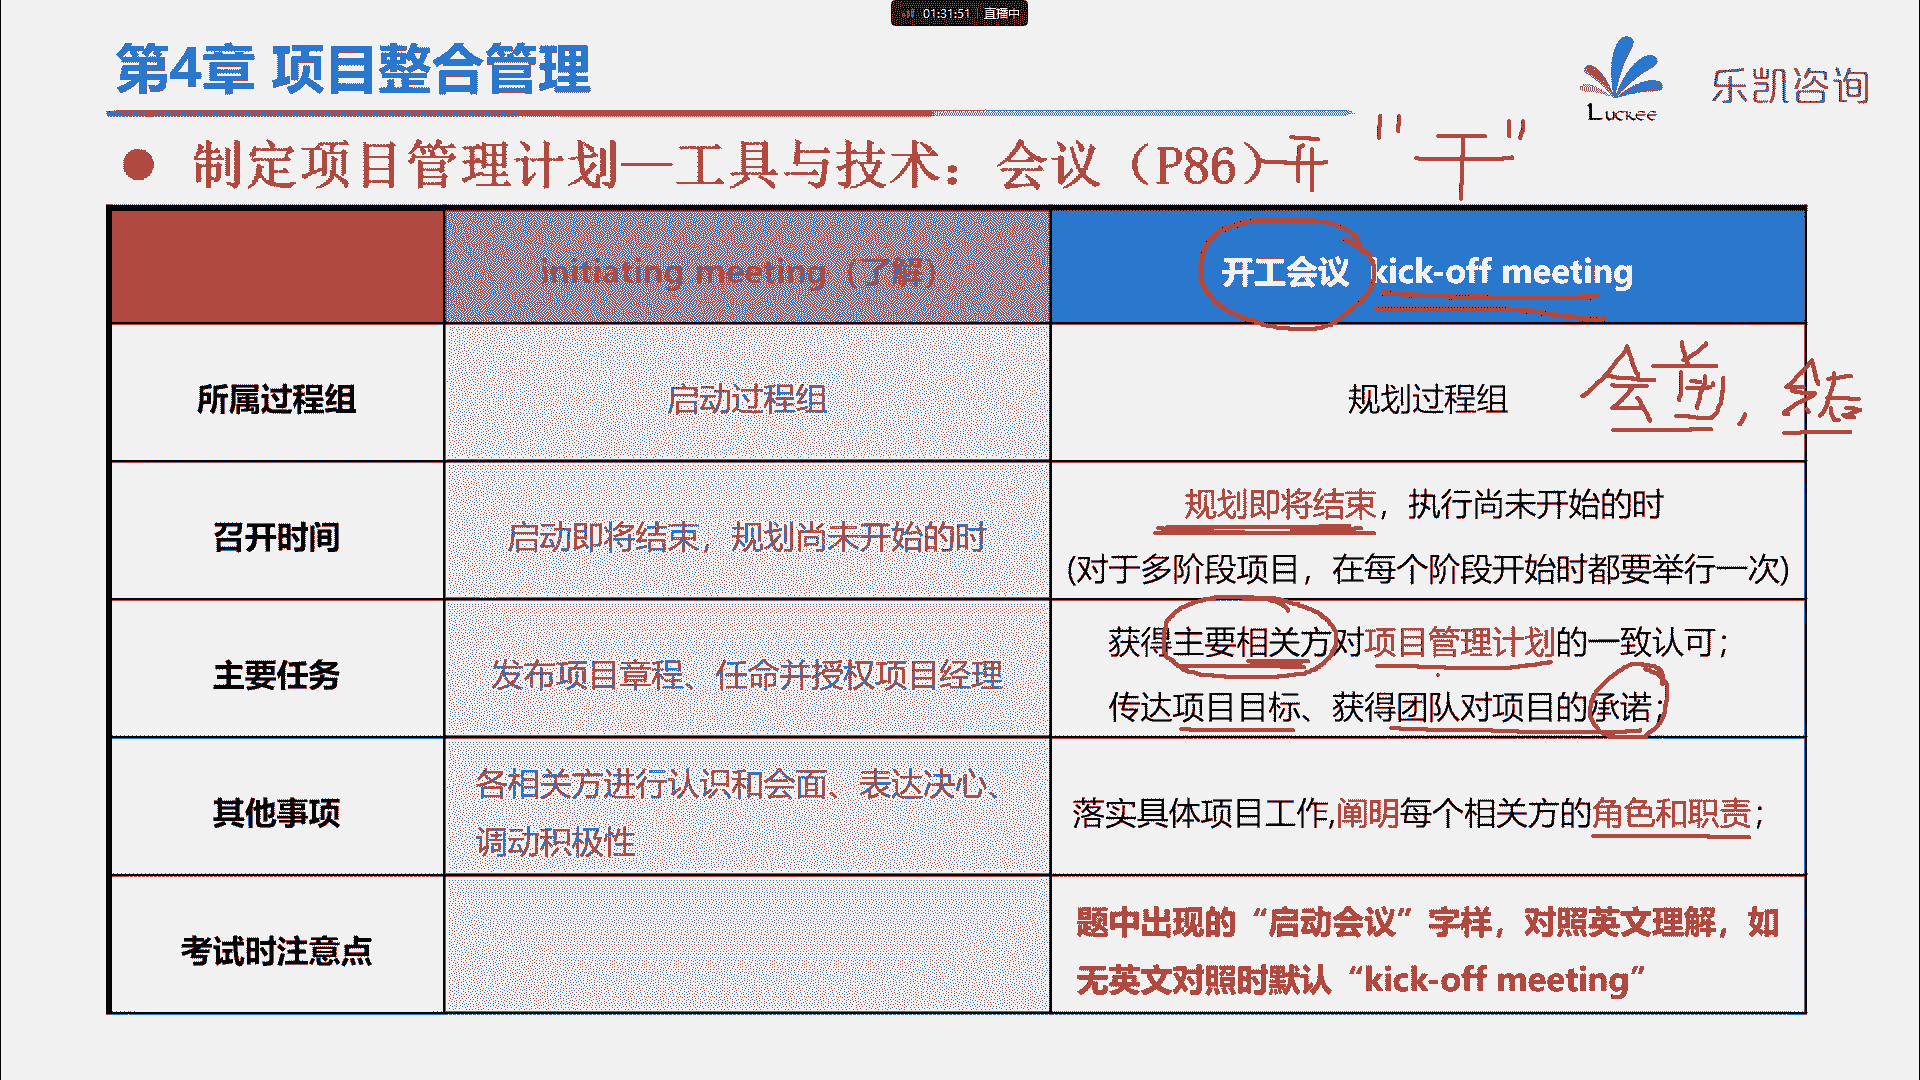 01:31:51 直播中
第4章 项目整合管理
Luckee
乐凯咨询
● 制定项目管理计划—工具与技术：会议（P86） 开 "干"
initiating meeting（了解）
开工会议 kick-off meeting
所属过程组
启动过程组
规划过程组
会前，会后
召开时间
启动即将结束，规划尚未开始的时
规划即将结束，执行尚未开始的时
(对于多阶段项目，在每个阶段开始时都要举行一次)
主要任务
发布项目章程、任命并授权项目经理
获得主要相关方对项目管理计划的一致认可；
传达项目目标、获得团队对项目的承诺；
其他事项
各相关方进行认识和会面、表达决心、
调动积极性
落实具体项目工作,阐明每个相关方的角色和职责；
考试时注意点
题中出现的“启动会议”字样，对照英文理解，如
无英文对照时默认“kick-off meeting”